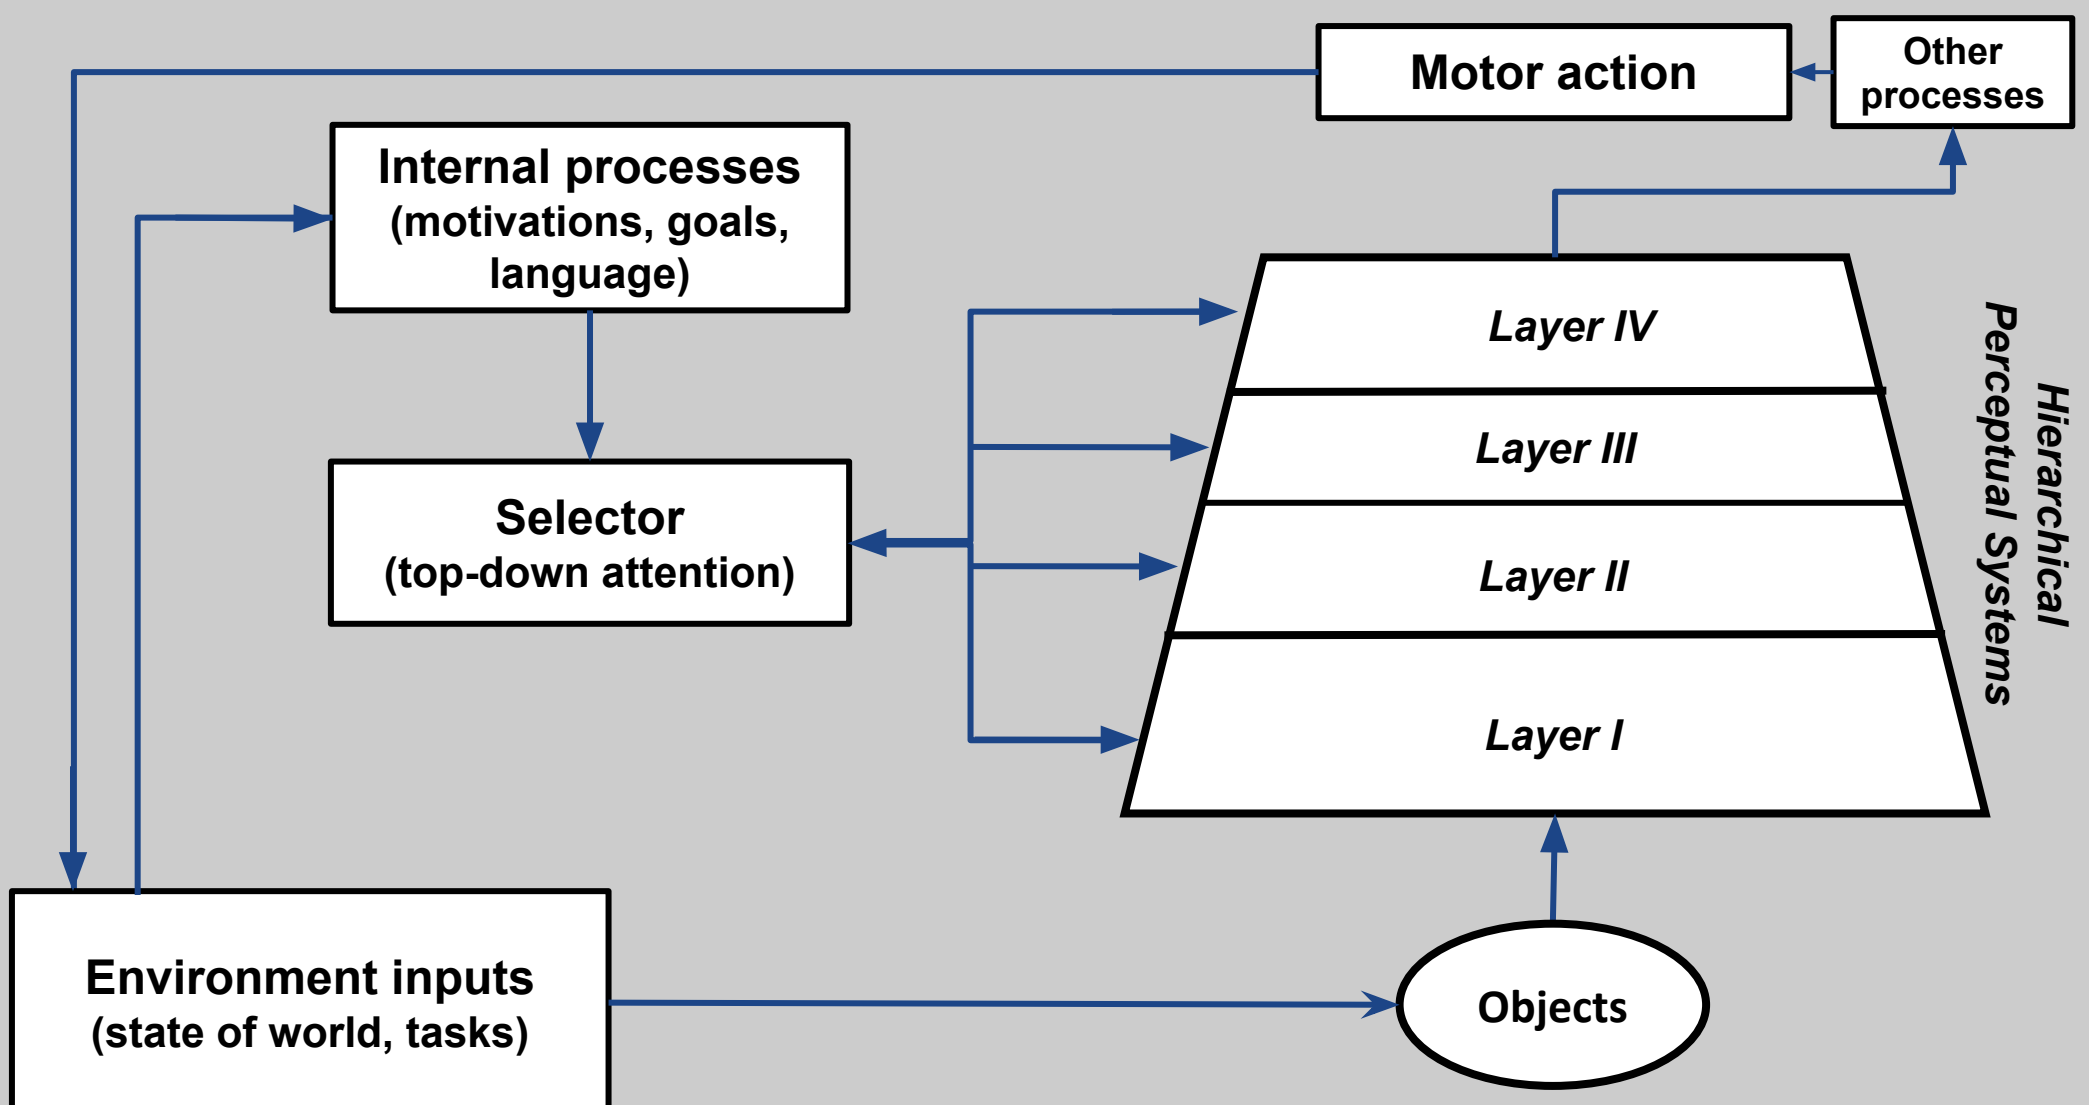 Motor action
Other
processes
Internal processes
(motivations, goals,
language)
Layer IV
Layer III
Layer II
Layer I
Hierarchical
Perceptual Systems
Selector
(top-down attention)
Environment inputs
(state of world, tasks)
Objects